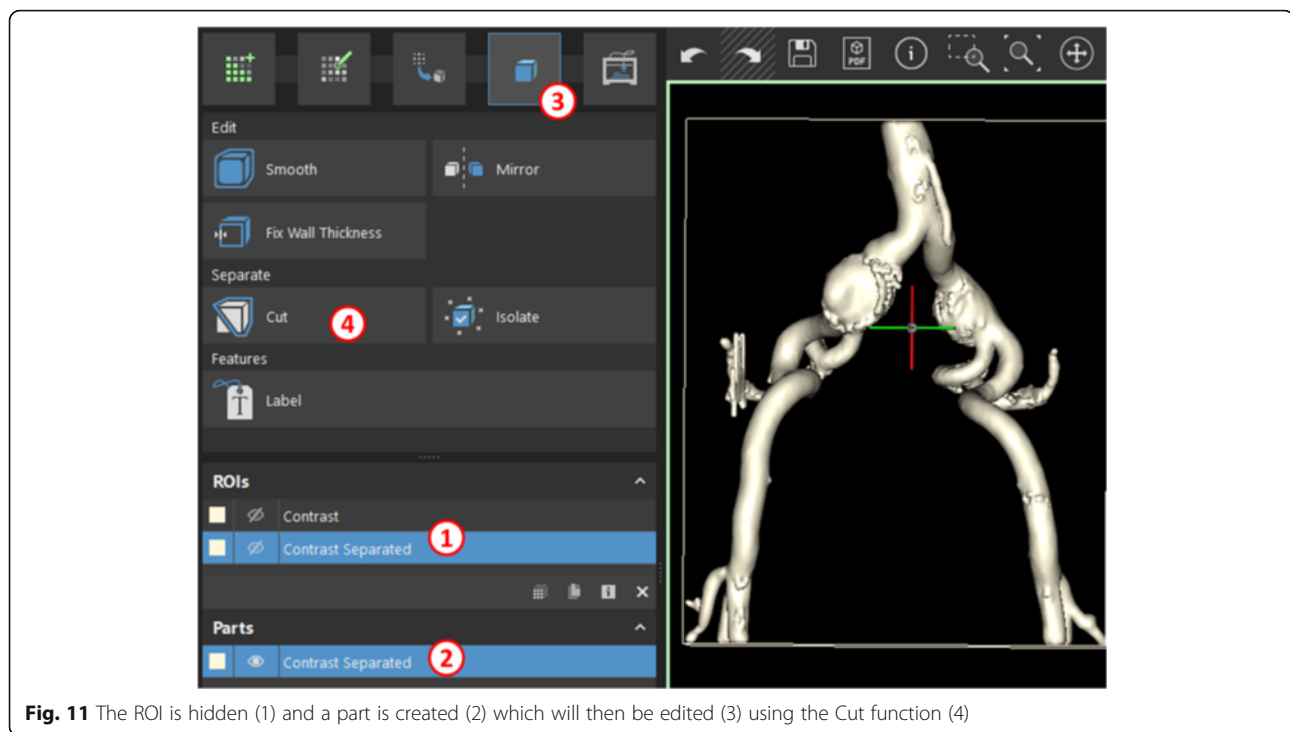 PDF
i
3
Edit
Smooth
Mirror
Fix Wall Thickness
Separate
Cut
4
Isolate
Features
T
Label
ROIs
Contrast
Contrast Separated
1
Parts
Contrast Separated
2
Fig. 11 The ROI is hidden (1) and a part is created (2) which will then be edited (3) using the Cut function (4)